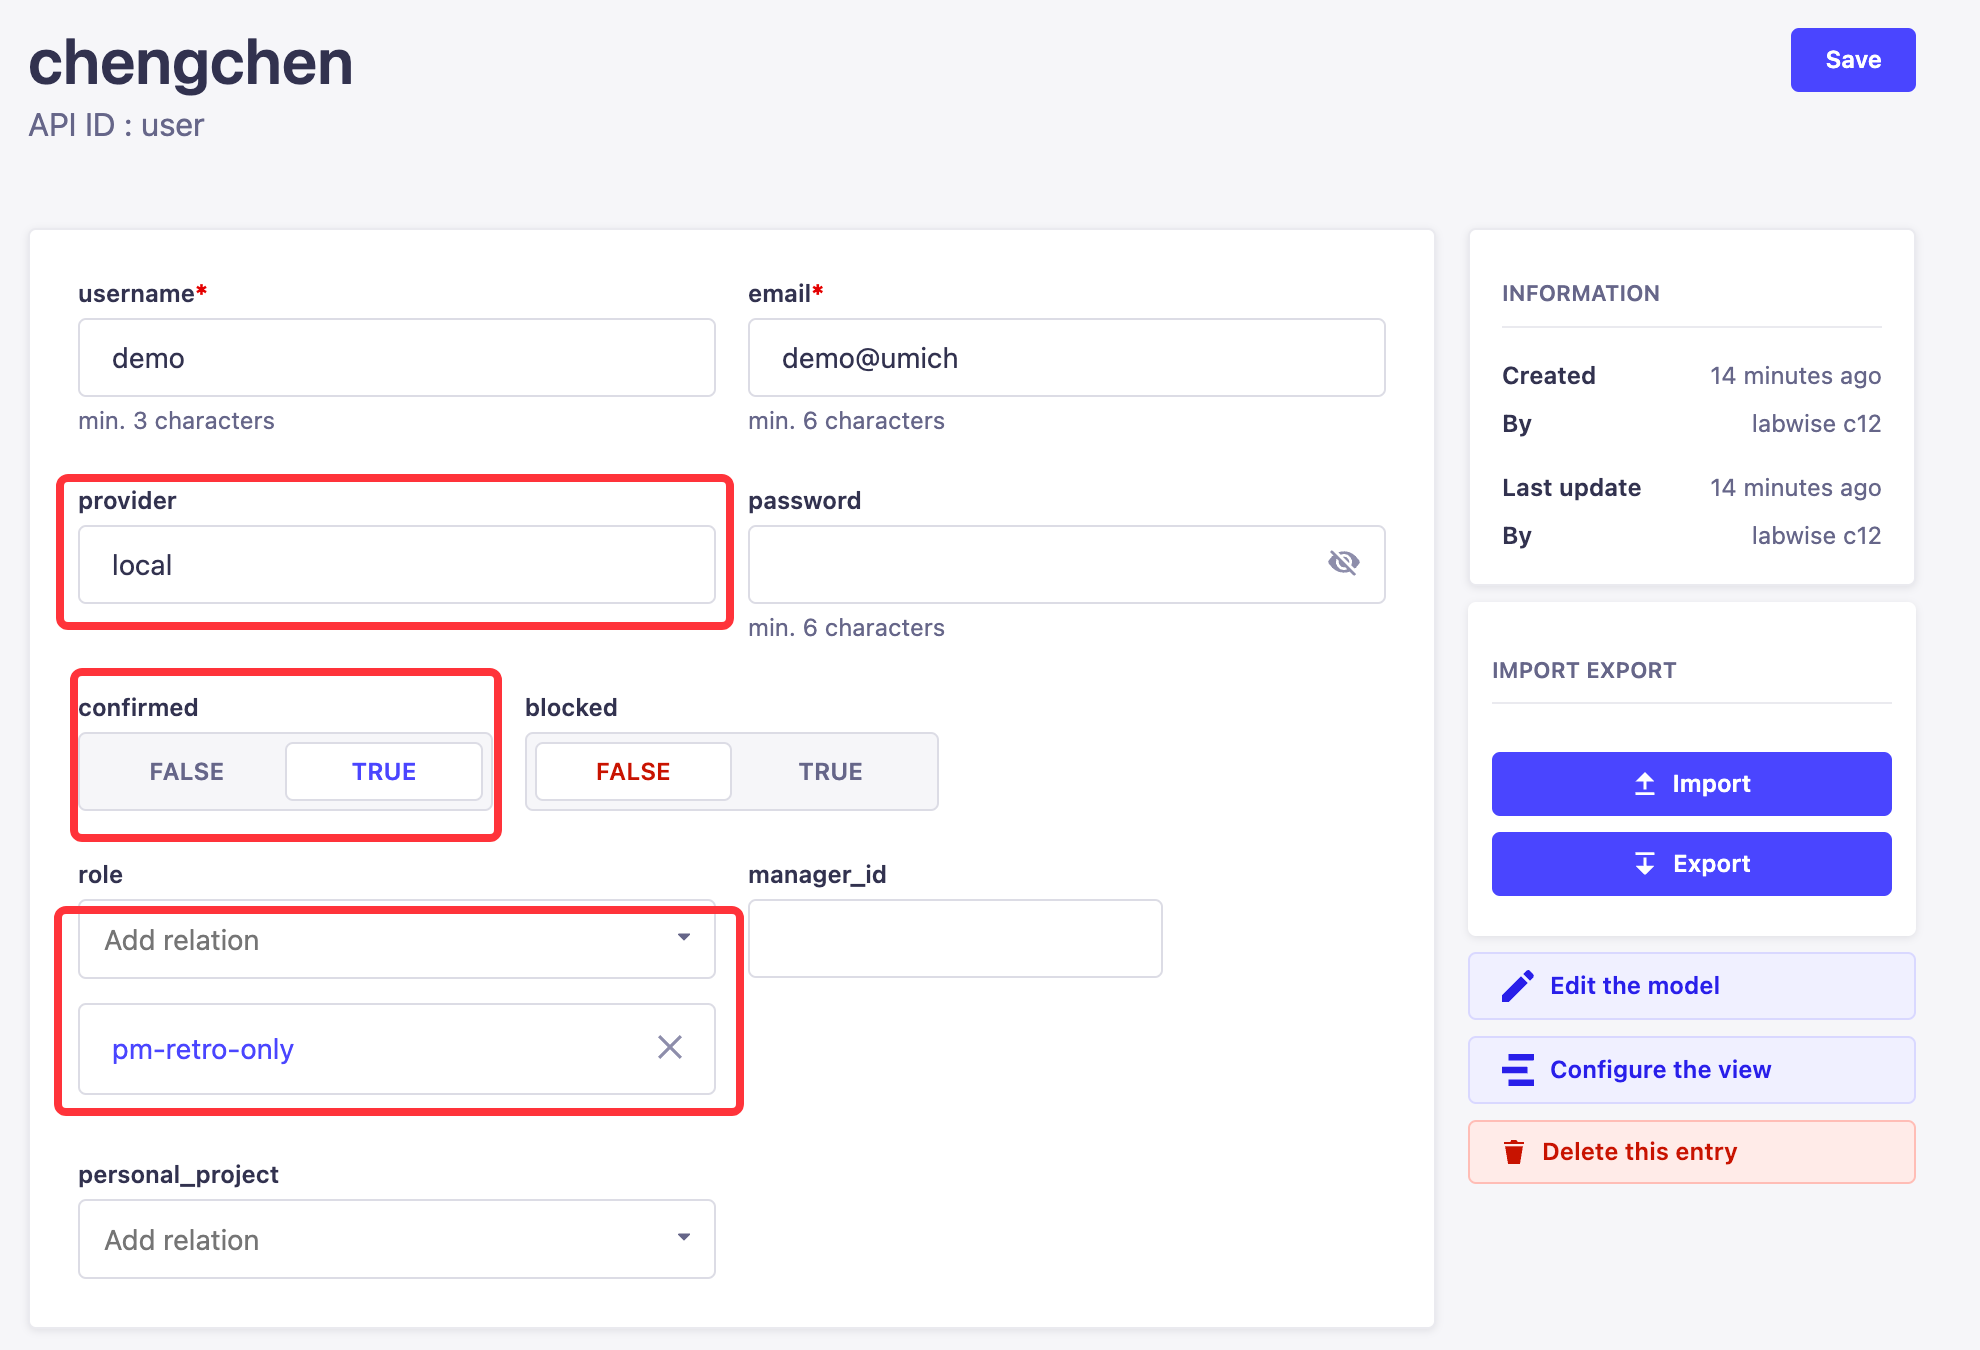 chengchen
Save
API ID : user
username*
demo
min. 3 characters
email*
demo@umich
min. 6 characters
provider
local
password
min. 6 characters
confirmed
FALSE TRUE
blocked
FALSE TRUE
role
Add relation
pm-retro-only
manager_id
personal_project
Add relation
INFORMATION
Created 14 minutes ago
By labwise c12
Last update 14 minutes ago
By labwise c12
IMPORT EXPORT
Import
Export
Edit the model
Configure the view
Delete this entry